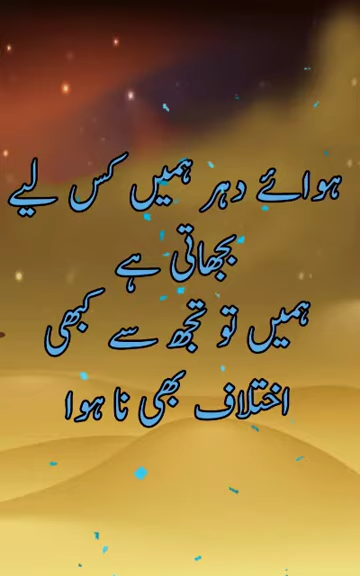 ہوائے دہر ہمیں کس لیے
بجھاتی ہے
ہمیں تو تجھ سے کبھی
اختلاف بھی نا ہوا